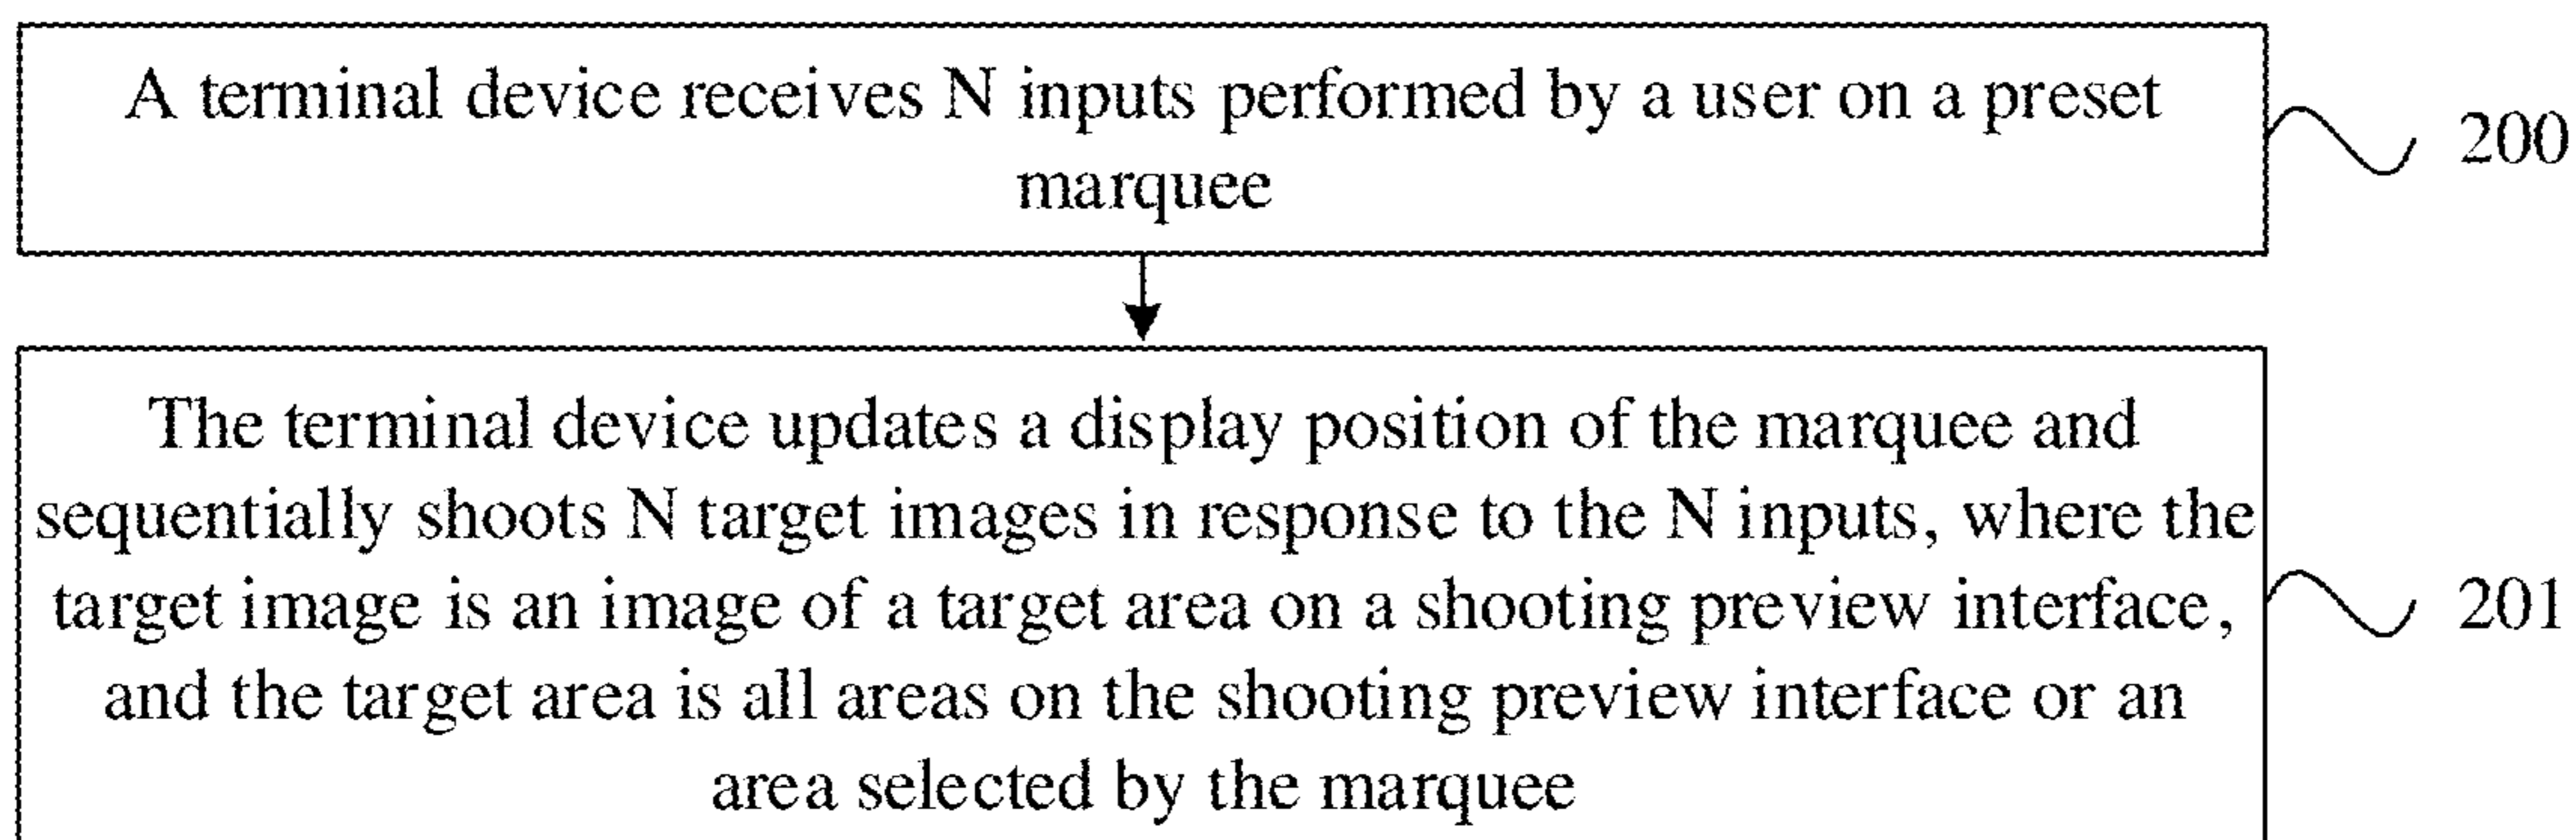 A terminal device receives N inputs performed by a user on a preset
marquee
200
The terminal device updates a display position of the marquee and
sequentially shoots N target images in response to the N inputs, where the
target image is an image of a target area on a shooting preview interface,
and the target area is all areas on the shooting preview interface or an
area selected by the marquee
201